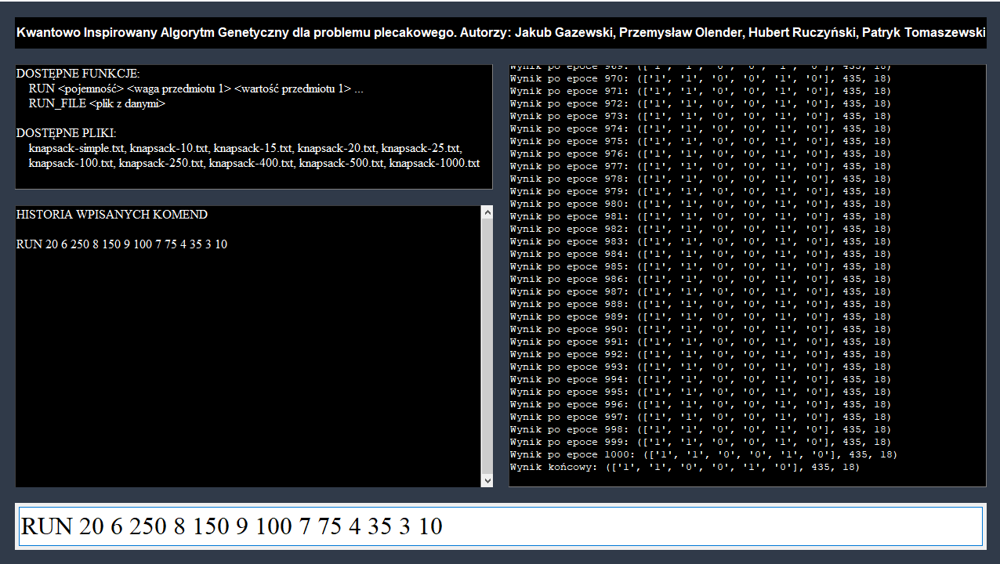 Kwantowo Inspirowany Algorytm Genetyczny dla problemu plecakowego. Autorzy: Jakub Gazewski, Przemysław Olender, Hubert Ruczyński, Patryk Tomaszewski
DOSTĘPNE FUNKCJE:
RUN <pojemność> <waga przedmiotu 1> <wartość przedmiotu 1> ...
RUN_FILE <plik z danymi>
DOSTĘPNE PLIKI:
knapsack-simple.txt, knapsack-10.txt, knapsack-15.txt, knapsack-20.txt, knapsack-25.txt,
knapsack-100.txt, knapsack-250.txt, knapsack-400.txt, knapsack-500.txt, knapsack-1000.txt
HISTORIA WPISANYCH KOMEND
RUN 20 6 250 8 150 9 100 7 75 4 35 3 10
Wynik po epoce 969: (['1', '1', '0', '0', '1', '0'], 435, 18)
Wynik po epoce 970: (['1', '1', '0', '0', '1', '0'], 435, 18)
Wynik po epoce 971: (['1', '1', '0', '0', '1', '0'], 435, 18)
Wynik po epoce 972: (['1', '1', '0', '0', '1', '0'], 435, 18)
Wynik po epoce 973: (['1', '1', '0', '0', '1', '0'], 435, 18)
Wynik po epoce 974: (['1', '1', '0', '0', '1', '0'], 435, 18)
Wynik po epoce 975: (['1', '1', '0', '0', '1', '0'], 435, 18)
Wynik po epoce 976: (['1', '1', '0', '0', '1', '0'], 435, 18)
Wynik po epoce 977: (['1', '1', '0', '0', '1', '0'], 435, 18)
Wynik po epoce 978: (['1', '1', '0', '0', '1', '0'], 435, 18)
Wynik po epoce 979: (['1', '1', '0', '0', '1', '0'], 435, 18)
Wynik po epoce 980: (['1', '1', '0', '0', '1', '0'], 435, 18)
Wynik po epoce 981: (['1', '1', '0', '0', '1', '0'], 435, 18)
Wynik po epoce 982: (['1', '1', '0', '0', '1', '0'], 435, 18)
Wynik po epoce 983: (['1', '1', '0', '0', '1', '0'], 435, 18)
Wynik po epoce 984: (['1', '1', '0', '0', '1', '0'], 435, 18)
Wynik po epoce 985: (['1', '1', '0', '0', '1', '0'], 435, 18)
Wynik po epoce 986: (['1', '1', '0', '0', '1', '0'], 435, 18)
Wynik po epoce 987: (['1', '1', '0', '0', '1', '0'], 435, 18)
Wynik po epoce 988: (['1', '1', '0', '0', '1', '0'], 435, 18)
Wynik po epoce 989: (['1', '1', '0', '0', '1', '0'], 435, 18)
Wynik po epoce 990: (['1', '1', '0', '0', '1', '0'], 435, 18)
Wynik po epoce 991: (['1', '1', '0', '0', '1', '0'], 435, 18)
Wynik po epoce 992: (['1', '1', '0', '0', '1', '0'], 435, 18)
Wynik po epoce 993: (['1', '1', '0', '0', '1', '0'], 435, 18)
Wynik po epoce 994: (['1', '1', '0', '0', '1', '0'], 435, 18)
Wynik po epoce 995: (['1', '1', '0', '0', '1', '0'], 435, 18)
Wynik po epoce 996: (['1', '1', '0', '0', '1', '0'], 435, 18)
Wynik po epoce 997: (['1', '1', '0', '0', '1', '0'], 435, 18)
Wynik po epoce 998: (['1', '1', '0', '0', '1', '0'], 435, 18)
Wynik po epoce 999: (['1', '1', '0', '0', '1', '0'], 435, 18)
Wynik po epoce 1000: (['1', '1', '0', '0', '1', '0'], 435, 18)
Wynik końcowy: (['1', '1', '0', '0', '1', '0'], 435, 18)
RUN 20 6 250 8 150 9 100 7 75 4 35 3 10